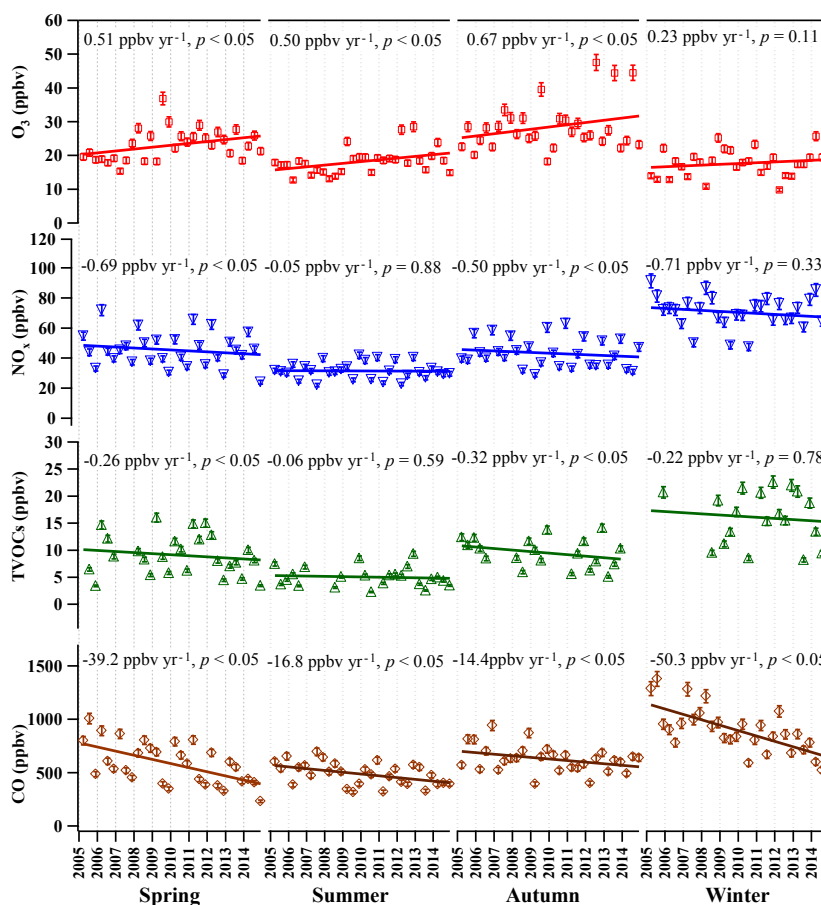 0.51 ppbv yr-1, p < 0.05
0.50 ppbv yr-1, p < 0.05
0.67 ppbv yr-1, p < 0.05
0.23 ppbv yr-1, p = 0.11
O3 (ppbv)
60
50
40
30
20
10
0
-0.69 ppbv yr-1, p < 0.05
-0.05 ppbv yr-1, p = 0.88
-0.50 ppbv yr-1, p < 0.05
-0.71 ppbv yr-1, p = 0.33
NOx (ppbv)
120
100
80
60
40
20
0
-0.26 ppbv yr-1, p < 0.05
-0.06 ppbv yr-1, p = 0.59
-0.32 ppbv yr-1, p < 0.05
-0.22 ppbv yr-1, p = 0.78
TVOCs (ppbv)
30
25
20
15
10
5
0
-39.2 ppbv yr-1, p < 0.05
-16.8 ppbv yr-1, p < 0.05
-14.4ppbv yr-1, p < 0.05
-50.3 ppbv yr-1, p < 0.05
CO (ppbv)
1500
1000
500
0
2005 2006 2007 2008 2009 2010 2011 2012 2013 2014
2005 2006 2007 2008 2009 2010 2011 2012 2013 2014
2005 2006 2007 2008 2009 2010 2011 2012 2013 2014
2005 2006 2007 2008 2009 2010 2011 2012 2013 2014
Spring
Summer
Autumn
Winter